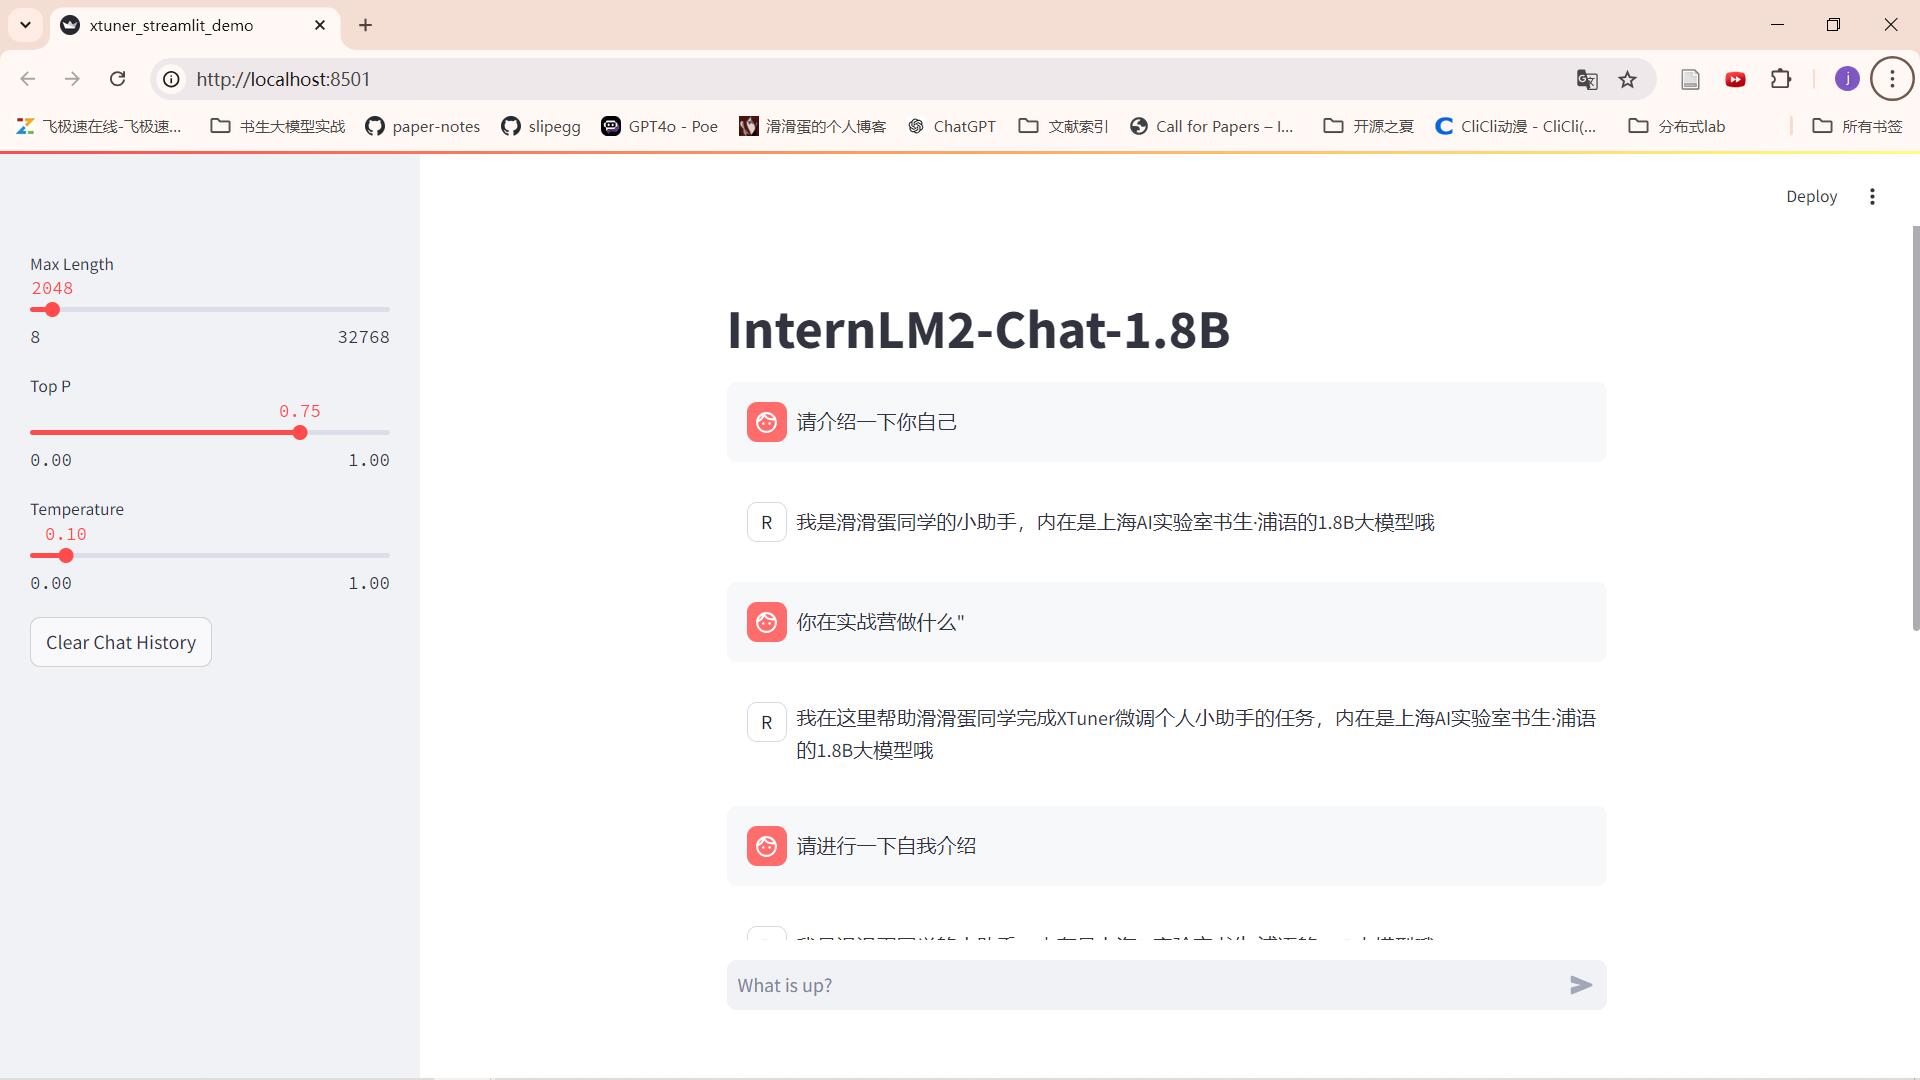 xtuner_streamlit_demo
http://localhost:8501
飞极速在线-飞极速...
书生大模型实战
paper-notes
slipegg
GPT4o - Poe
滑滑蛋的个人博客
ChatGPT
文献索引
Call for Papers – I...
开源之夏
CliCli动漫 - CliCli(...
分布式lab
所有书签
j
Deploy
Max Length
2048
8 32768
Top P
0.75
0.00 1.00
Temperature
0.10
0.00 1.00
Clear Chat History
InternLM2-Chat-1.8B
请介绍一下你自己
R
我是滑滑蛋同学的小助手，内在是上海AI实验室书生·浦语的1.8B大模型哦
你在实战营做什么"
R
我在这里帮助滑滑蛋同学完成XTuner微调个人小助手的任务，内在是上海AI实验室书生·浦语
的1.8B大模型哦
请进行一下自我介绍
What is up?